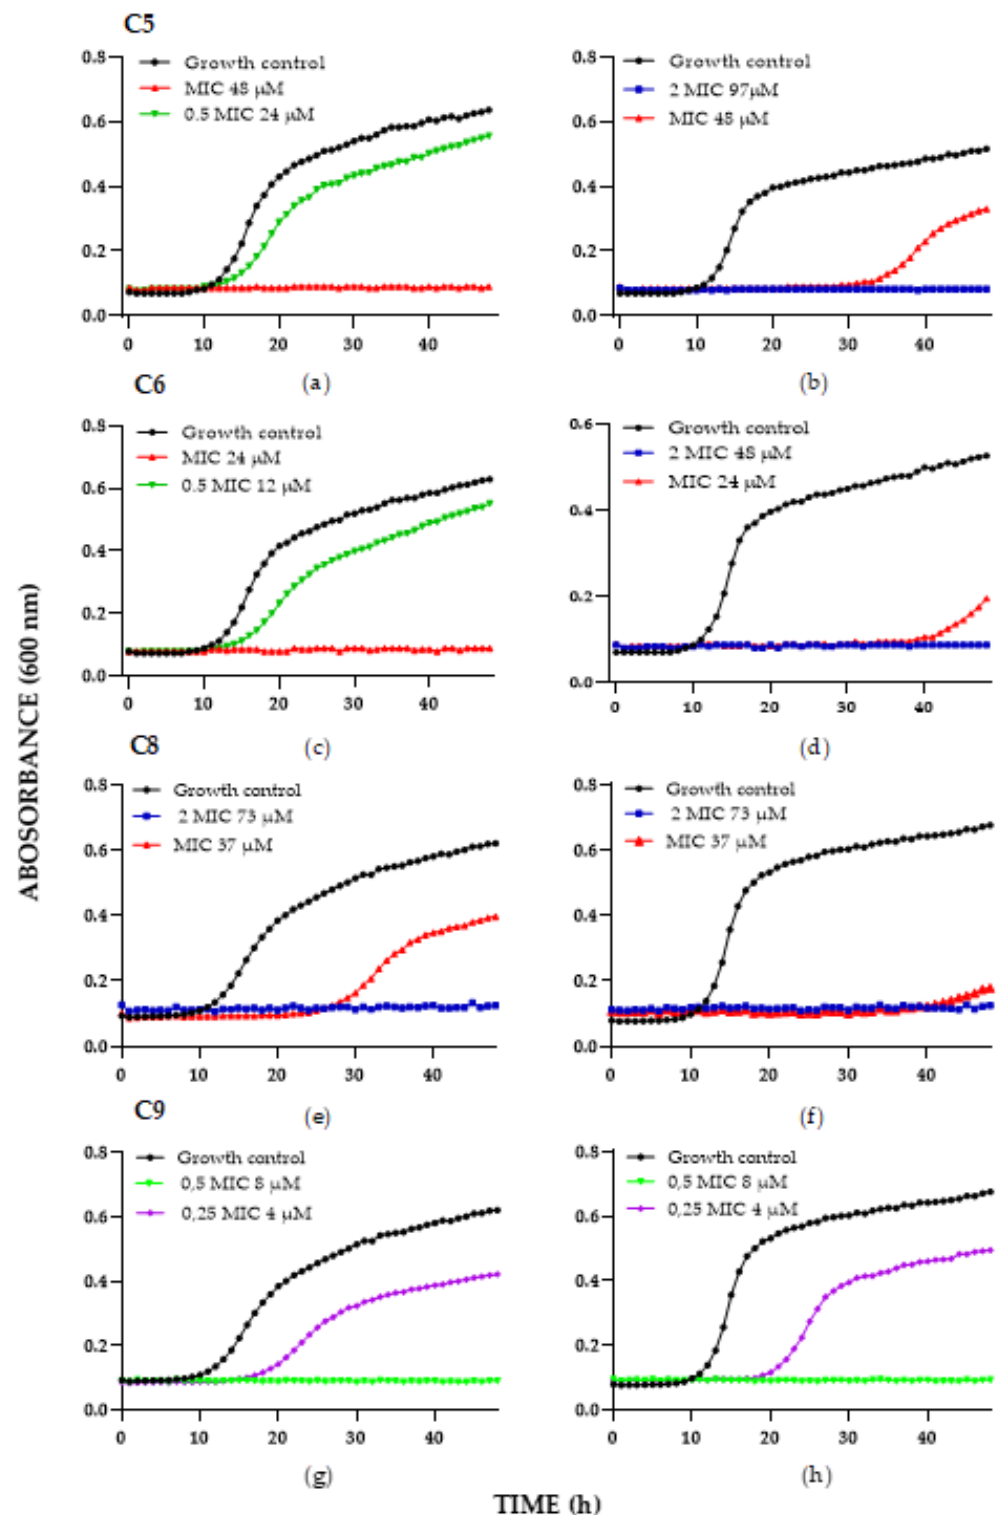 C5
Growth control
MIC 48 μM
0.5 MIC 24 μM
0.8
0.6
0.4
0.2
0.0
0 10 20 30 40
(a)
Growth control
2 MIC 97μM
MIC 48 μM
0.8
0.6
0.4
0.2
0.0
0 10 20 30 40
(b)
C6
Growth control
MIC 24 μM
0.5 MIC 12 μM
0.8
0.6
0.4
0.2
0.0
0 10 20 30 40
(c)
Growth control
2 MIC 48 μM
MIC 24 μM
0.6
0.4
0.2
0.0
0 10 20 30 40
(d)
C8
Growth control
2 MIC 73 μM
MIC 37 μM
0.8
0.6
0.4
0.2
0.0
0 10 20 30 40
(e)
Growth control
2 MIC 73 μM
MIC 37 μM
0.8
0.6
0.4
0.2
0.0
0 10 20 30 40
(f)
C9
Growth control
0,5 MIC 8 μM
0,25 MIC 4 μM
0.8
0.6
0.4
0.2
0.0
0 10 20 30 40
(g)
Growth control
0,5 MIC 8 μM
0,25 MIC 4 μM
0.8
0.6
0.4
0.2
0.0
0 10 20 30 40
(h)
ABOSORBANCE (600 nm)
TIME (h)